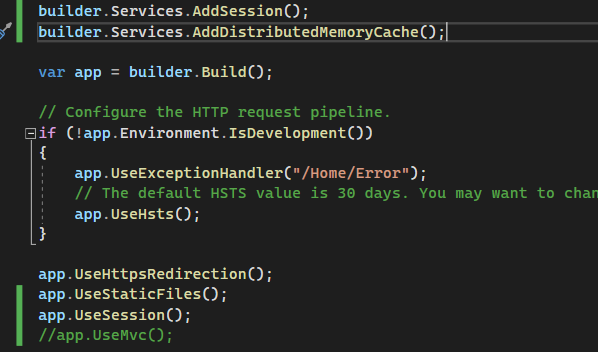 builder.Services.AddSession();
builder.Services.AddDistributedMemoryCache();
var app = builder.Build();
// Configure the HTTP request pipeline.
if (!app.Environment.IsDevelopment())
{
app.UseExceptionHandler("/Home/Error");
// The default HSTS value is 30 days. You may want to chan
app.UseHsts();
}
app.UseHttpsRedirection();
app.UseStaticFiles();
app.UseSession();
//app.UseMvc();